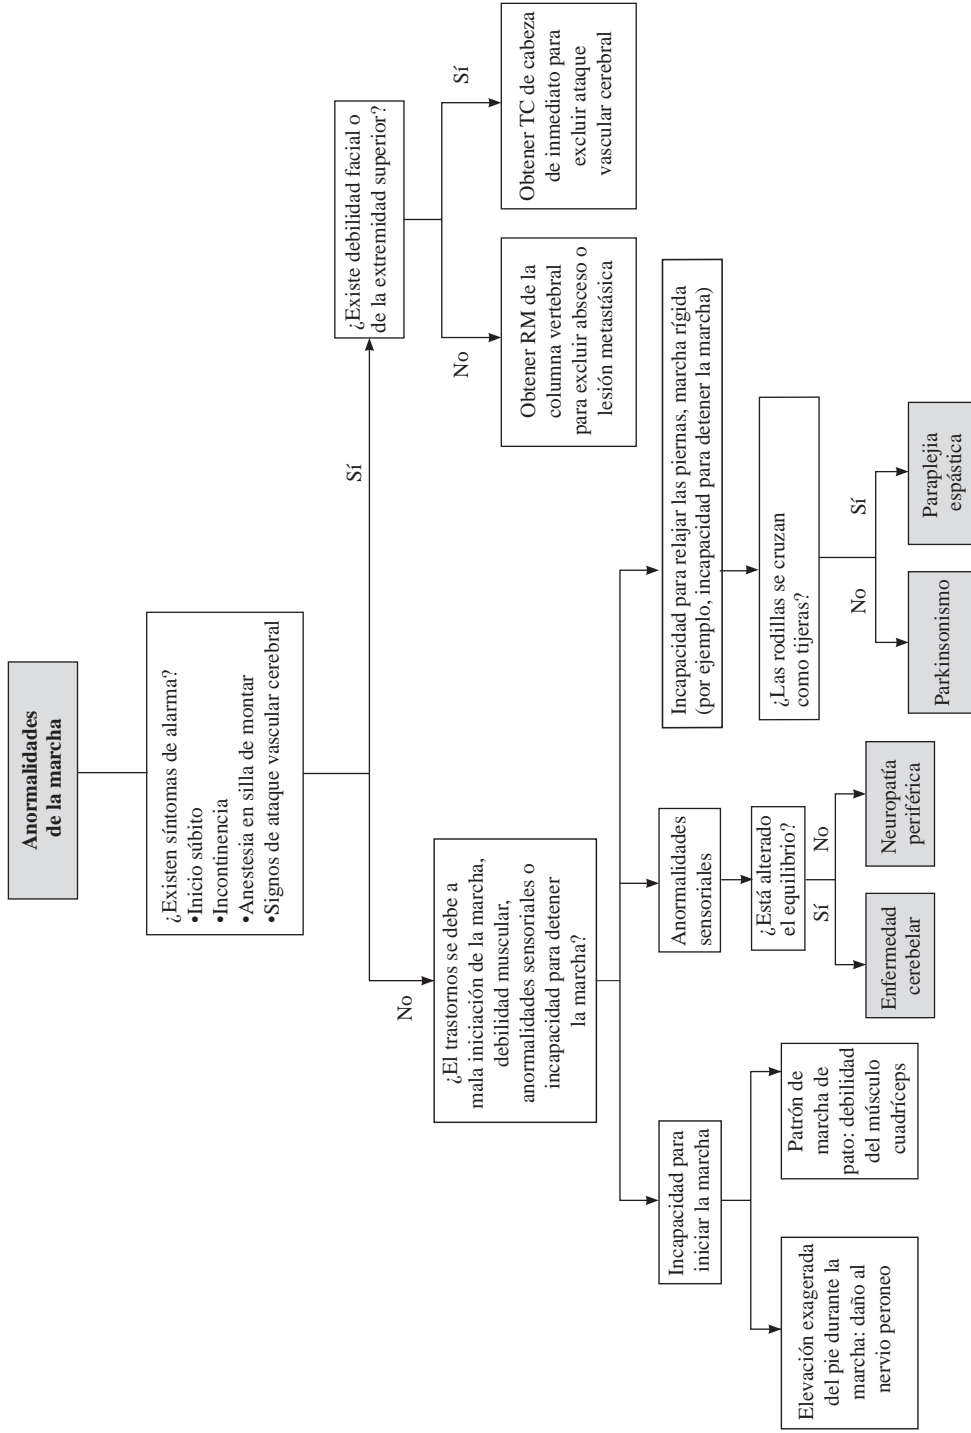 Anormalidades
de la marcha
¿Existen síntomas de alarma?
•Inicio súbito
•Incontinencia
•Anestesia en silla de montar
•Signos de ataque vascular cerebral
No
Sí
¿El trastornos se debe a
mala iniciación de la marcha,
debilidad muscular,
anormalidades sensoriales o
incapacidad para detener
la marcha?
¿Existe debilidad facial o
de la extremidad superior?
No
Sí
Obtener RM de la
columna vertebral
para excluir absceso o
lesión metastásica
Obtener TC de cabeza
de inmediato para
excluir ataque
vascular cerebral
Incapacidad para
iniciar la marcha
Anormalidades
sensoriales
Incapacidad para relajar las piernas, marcha rígida
(por ejemplo, incapacidad para detener la marcha)
Elevación exagerada
del pie durante la
marcha: daño al
nervio peroneo
Patrón de
marcha de
pato: debilidad
del músculo
cuadríceps
¿Está alterado
el equilibrio?
Sí
No
Enfermedad
cerebelar
Neuropatía
periférica
¿Las rodillas se cruzan
como tijeras?
No
Sí
Parkinsonismo
Paraplejia
espástica